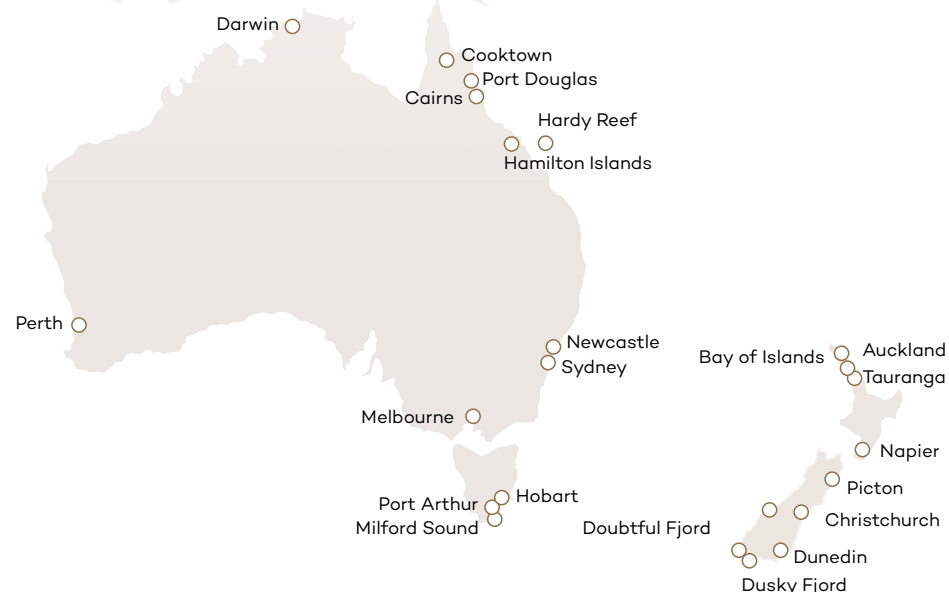 Darwin
Cooktown
Port Douglas
Cairns
Hardy Reef
Hamilton Islands
Perth
Newcastle
Sydney
Bay of Islands
Auckland
Tauranga
Melbourne
Napier
Picton
Hobart
Port Arthur
Milford Sound
Doubtful Fjord
Christchurch
Dunedin
Dusky Fjord